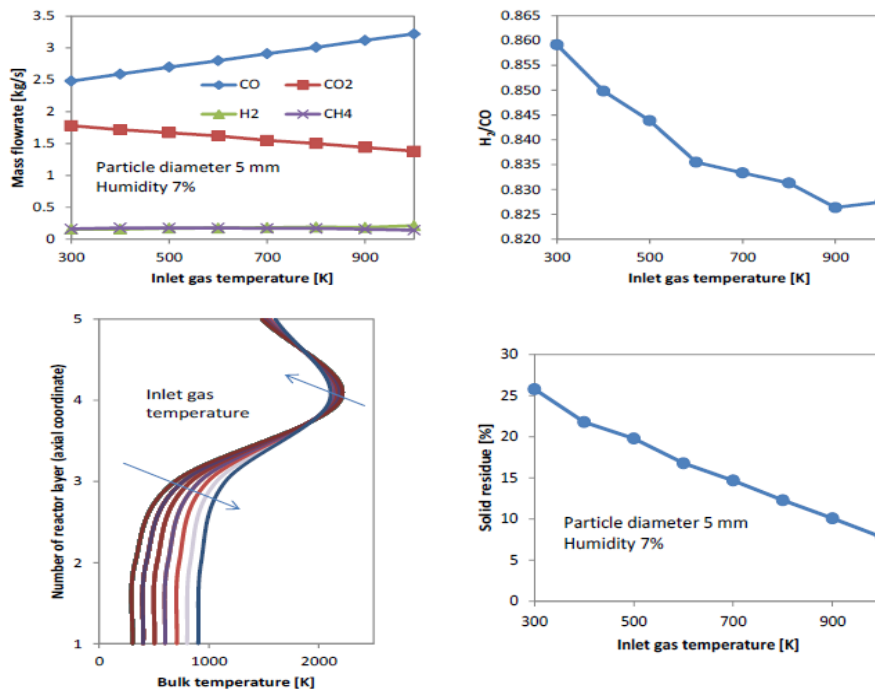 3.5
3
2.5
2
1.5
1
0.5
0
Mass flowrate [kg/s]
CO
CO2
H2
CH4
Particle diameter 5 mm
Humidity 7%
300
500
700
900
Inlet gas temperature [K]
0.865
0.860
0.855
0.850
0.845
0.840
0.835
0.830
0.825
0.820
H₂/CO
300
500
700
900
Inlet gas temperature [K]
5
4
3
2
1
Number of reactor layer (axial coordinate)
Inlet gas
temperature
0
1000
2000
Bulk temperature [K]
30
25
20
15
10
5
0
Solid residue [%]
Particle diameter 5 mm
Humidity 7%
300
500
700
900
Inlet gas temperature [K]